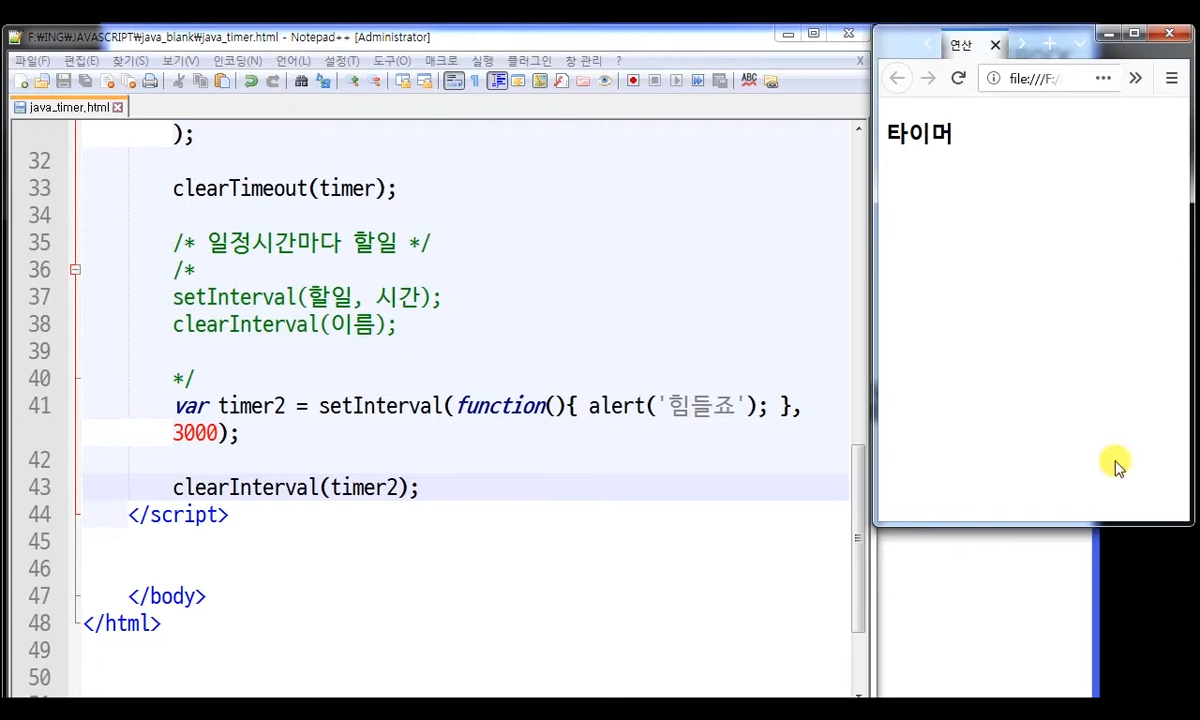 F:₩ING₩JAVASCRIPT₩java_blank₩java_timer.html - Notepad++ [Administrator]
파일(F) 편집(E) 찾기(S) 보기(V) 인코딩(N) 언어(L) 설정(T) 도구(O) 매크로 실행 플러그인 창 관리 ? X
java_timer.html
);
32
33 clearTimeout(timer);
34
35 /* 일정시간마다 할일 */
36 /*
37 setInterval(할일, 시간);
38 clearInterval(이름);
39
40 */
41 var timer2 = setInterval(function(){ alert('힘들죠'); },
3000);
42
43 clearInterval(timer2);
44 </script>
45
46
47 </body>
48 </html>
49
50
연산
file:///F:/
타이머